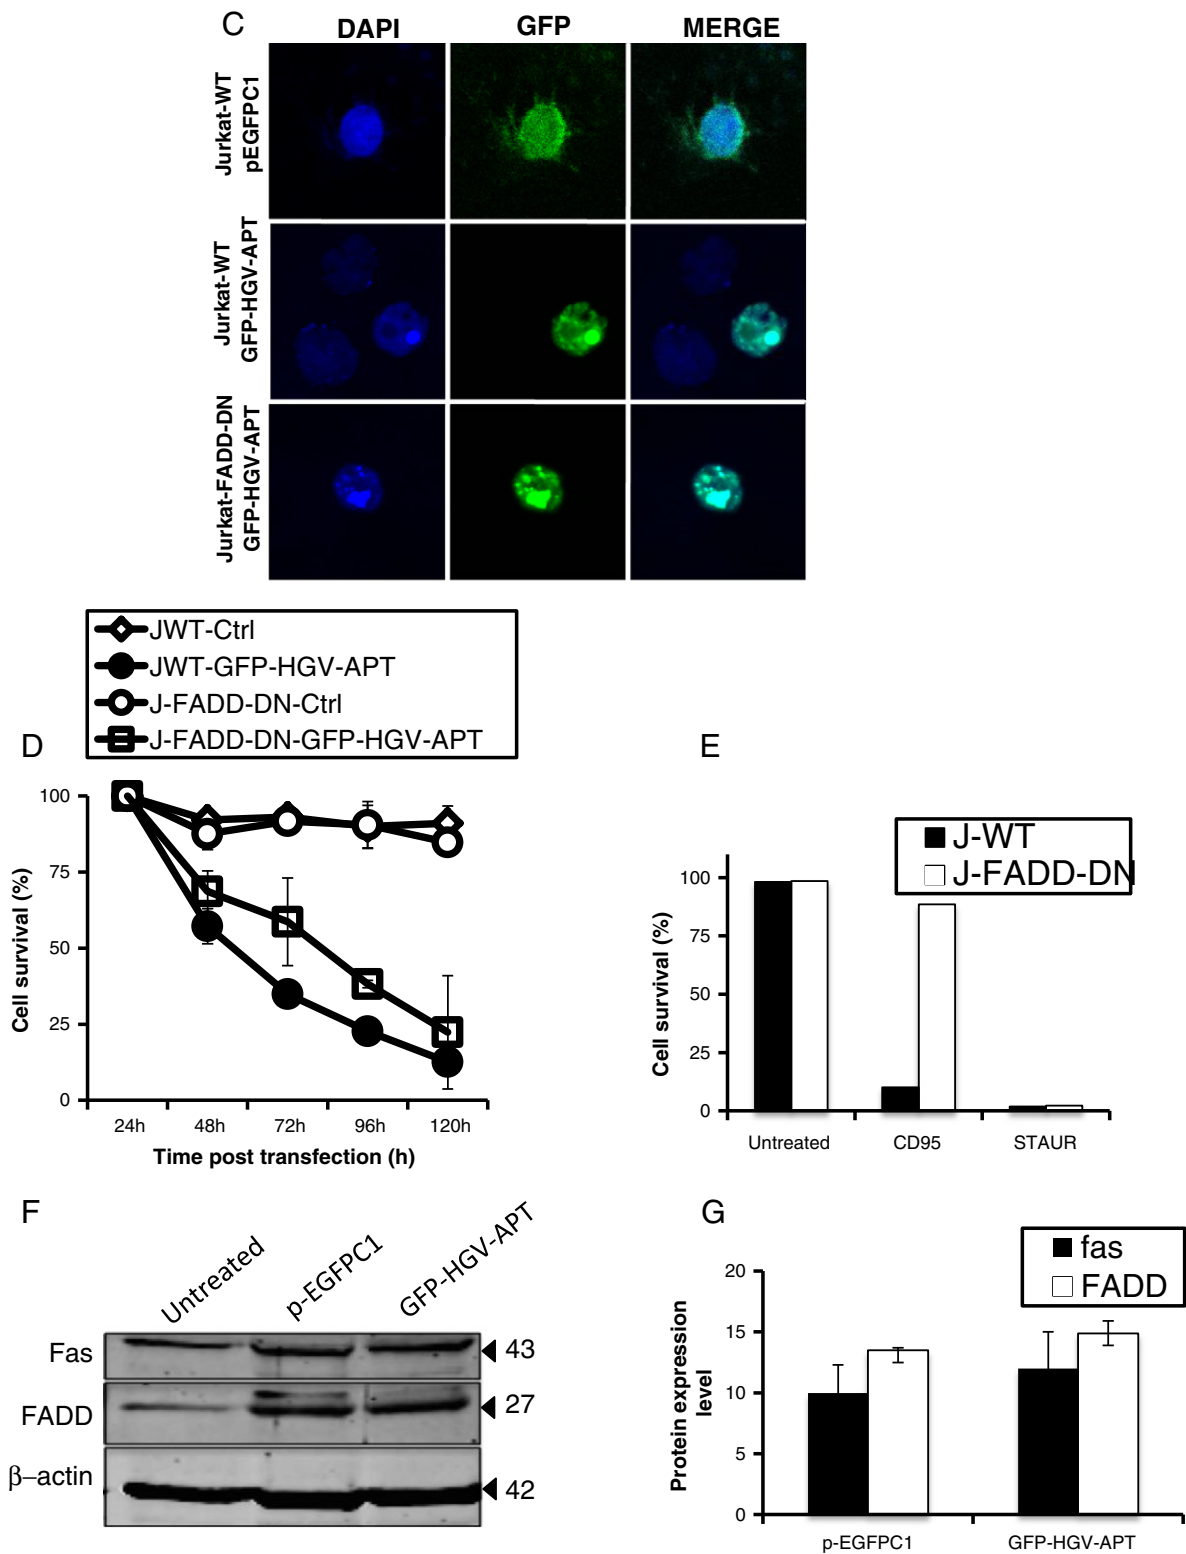 C
DAPI GFP MERGE
Jurkat-WT
pEGFPC1
Jurkat-WT
GFP-HGV-APT
Jurkat-FADD-DN
GFP-HGV-APT
D
JWT-Ctrl
JWT-GFP-HGV-APT
J-FADD-DN-Ctrl
J-FADD-DN-GFP-HGV-APT
Cell survival (%)
100
75
50
25
0
24h 48h 72h 96h 120h
Time post transfection (h)
E
J-WT
J-FADD-DN
Cell survival (%)
100
75
50
25
0
Untreated CD95 STAUR
F
Untreated p-EGFPC1 GFP-HGV-APT
Fas 43
FADD 27
β–actin 42
G
fas
FADD
Protein expression
level
20
15
10
5
0
p-EGFPC1 GFP-HGV-APT